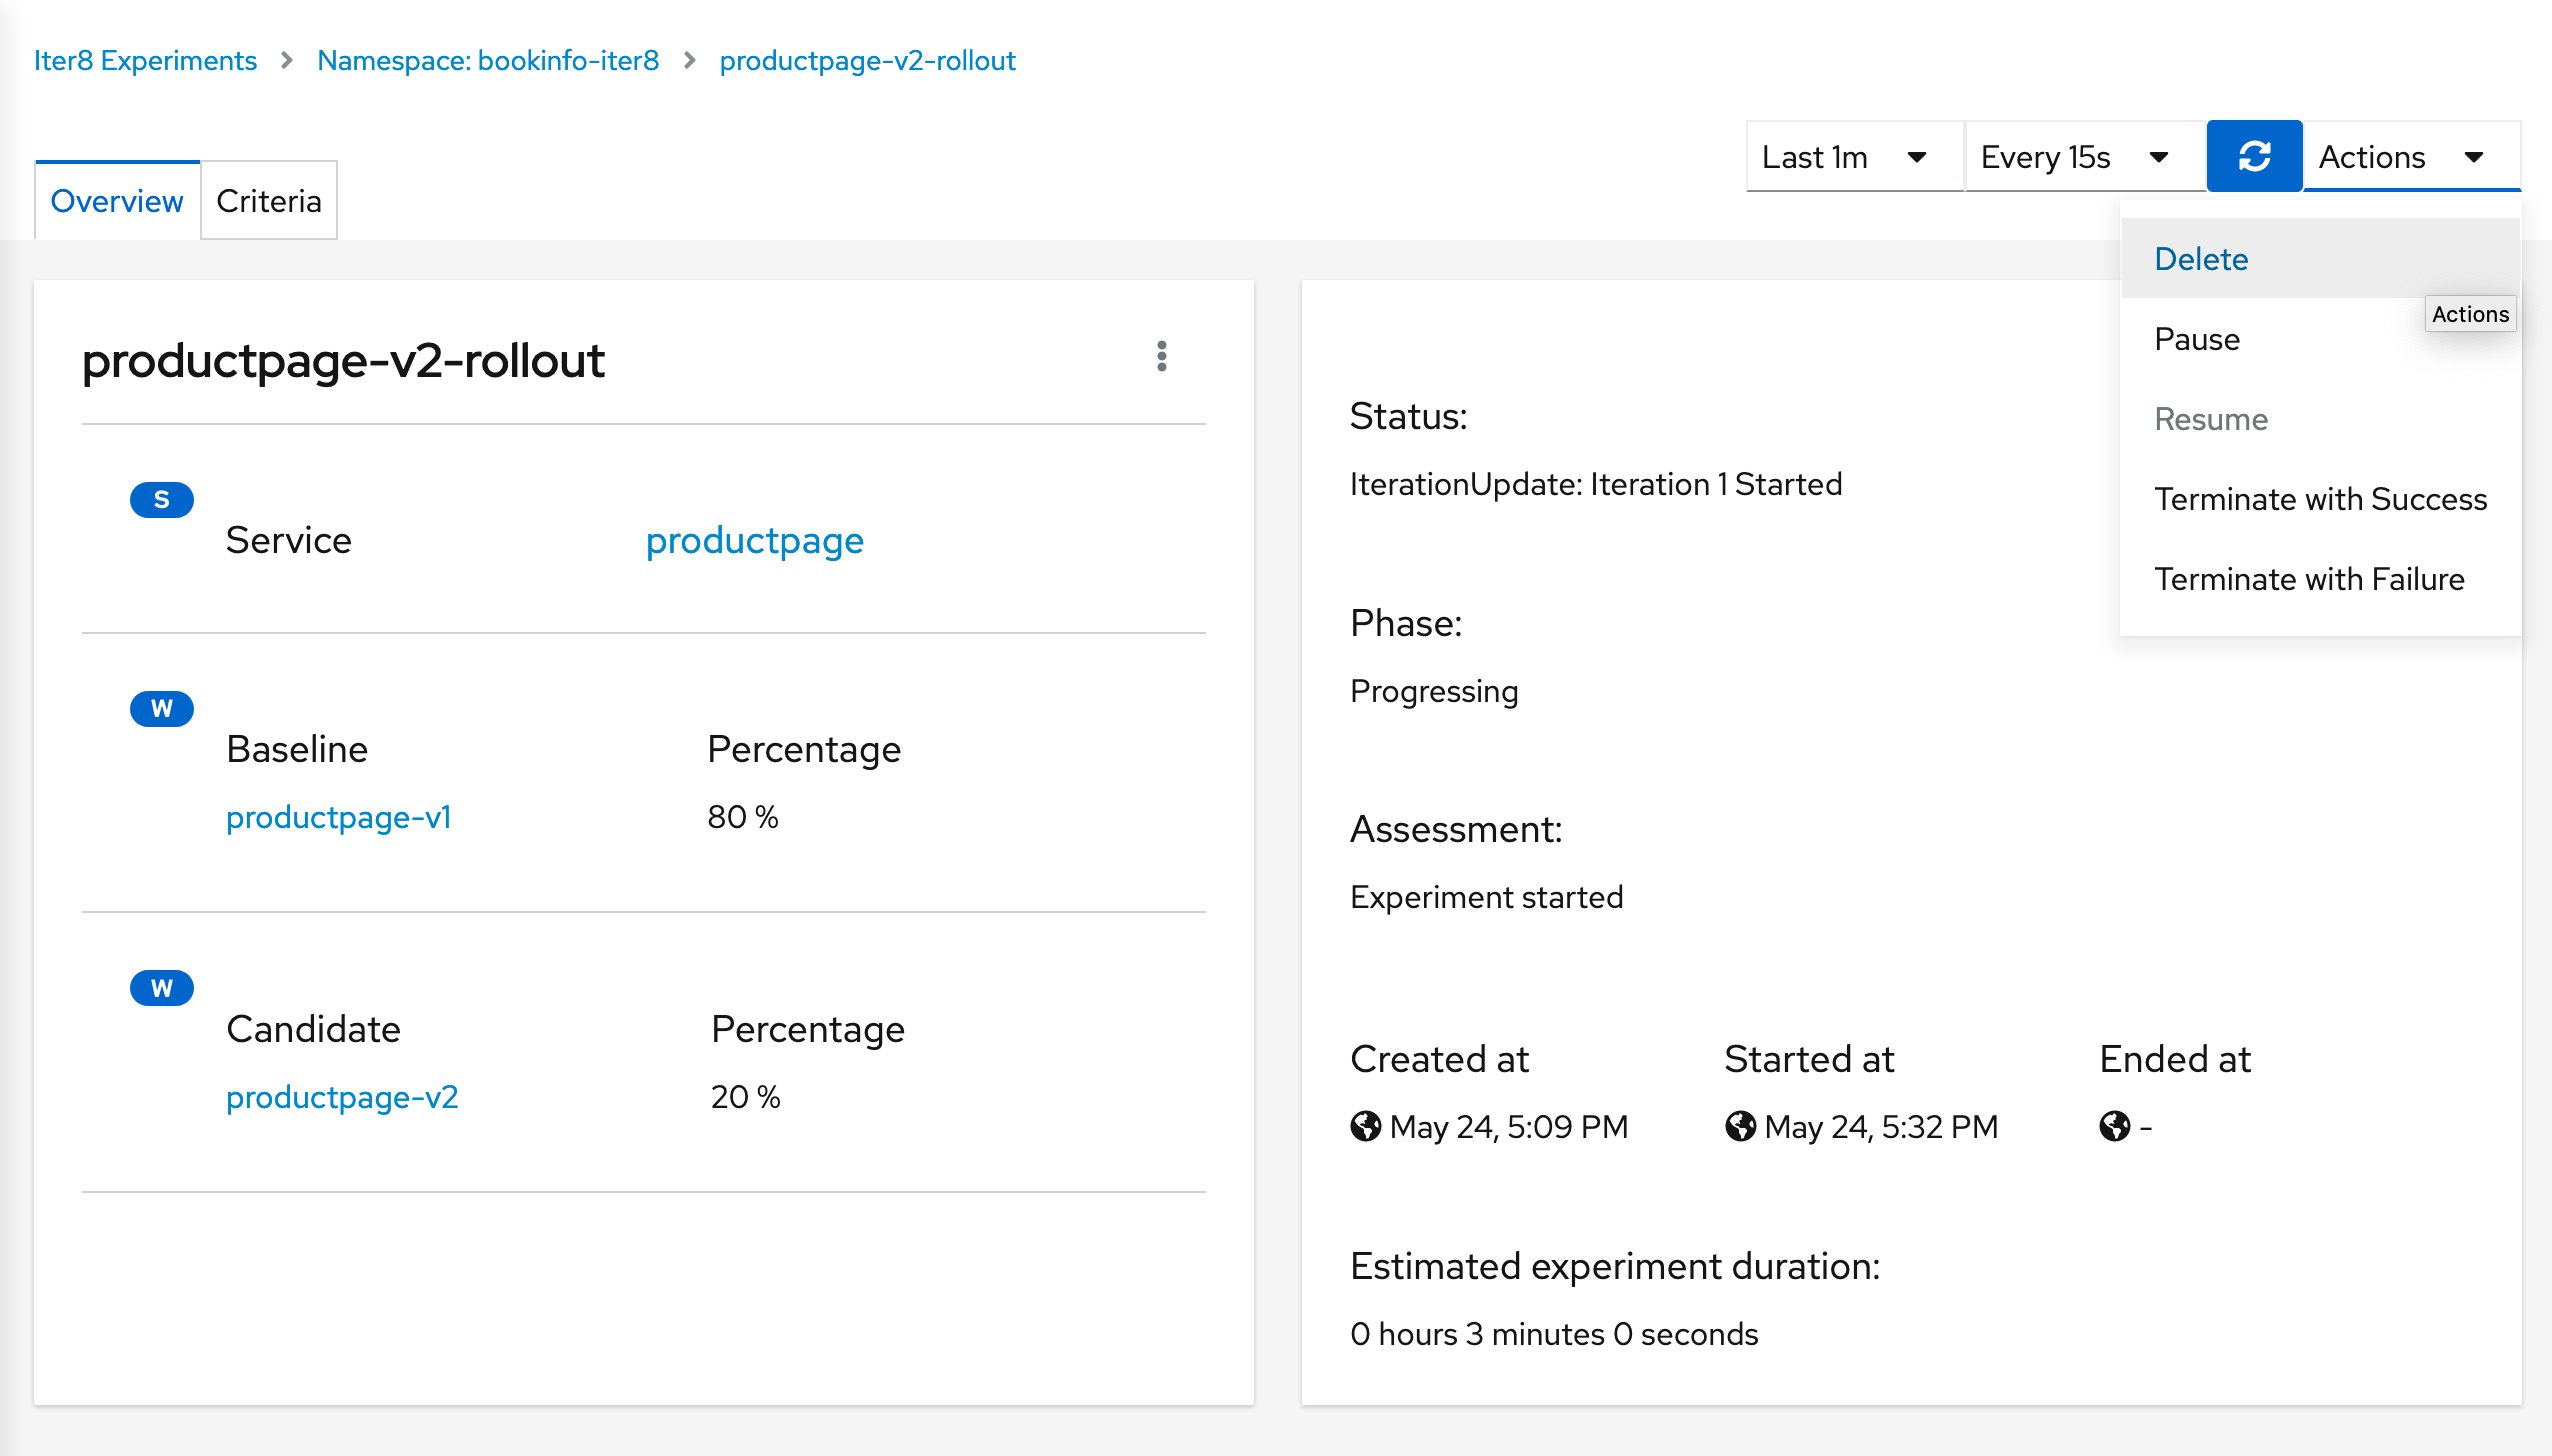 Iter8 Experiments > Namespace: bookinfo-iter8 > productpage-v2-rollout
Last 1m Every 15s Actions
Overview Criteria
Delete
Actions
Pause
Resume
Terminate with Success
Terminate with Failure
productpage-v2-rollout
S
Service productpage
W
Baseline Percentage
productpage-v1 80 %
W
Candidate Percentage
productpage-v2 20 %
Status:
IterationUpdate: Iteration 1 Started
Phase:
Progressing
Assessment:
Experiment started
Created at Started at Ended at
May 24, 5:09 PM May 24, 5:32 PM -
Estimated experiment duration:
0 hours 3 minutes 0 seconds